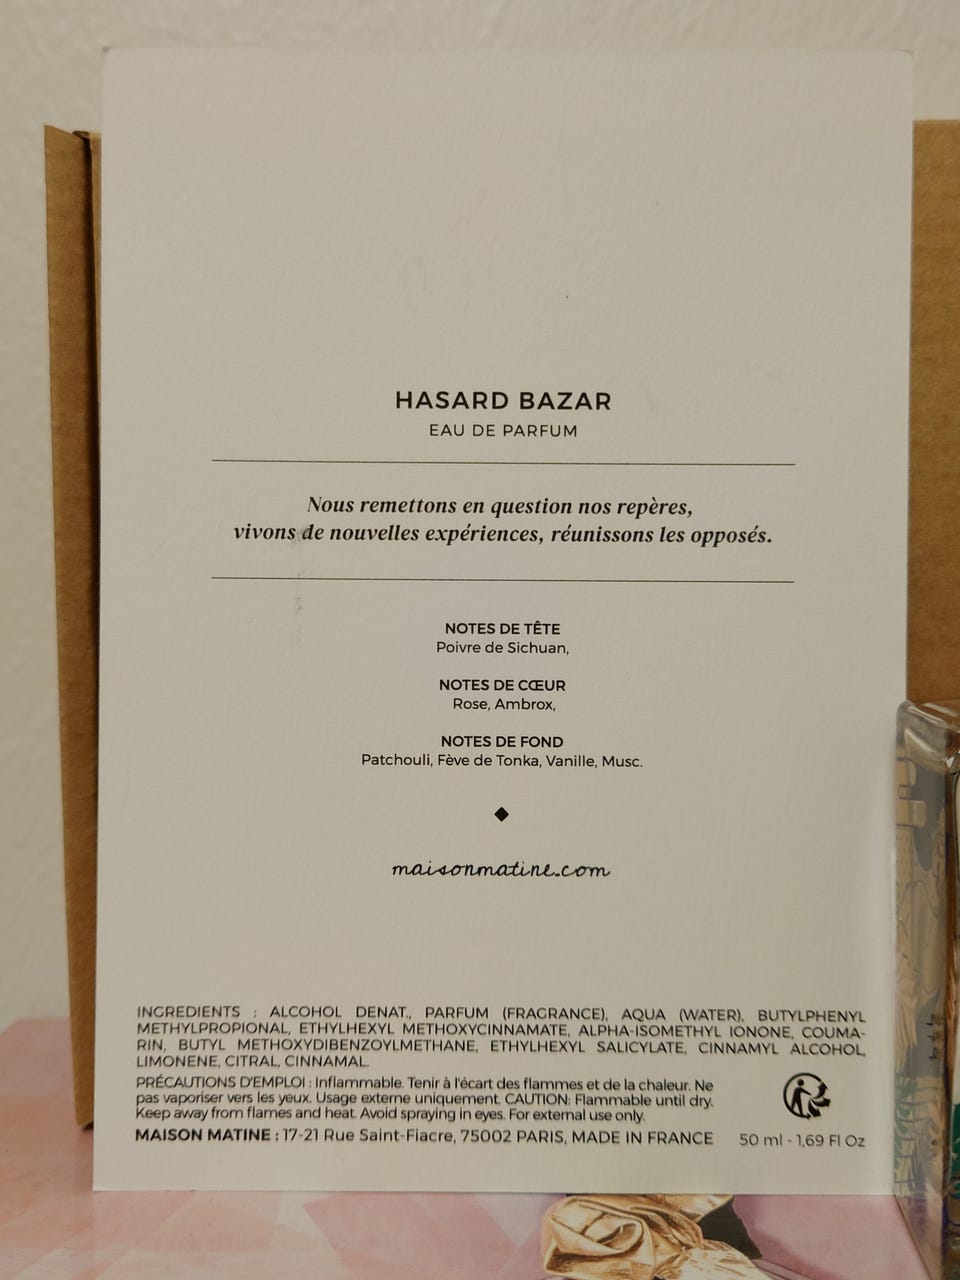 HASARD BAZAR
EAU DE PARFUM
Nous remettons en question nos repères,
vivons de nouvelles expériences, réunissons les opposés.
NOTES DE TÊTE
Poivre de Sichuan,
NOTES DE CŒUR
Rose, Ambrox,
NOTES DE FOND
Patchouli, Fève de Tonka, Vanille, Musc.
maisonmatine.com
INGREDIENTS : ALCOHOL DENAT., PARFUM (FRAGRANCE), AQUA (WATER), BUTYLPHENYL
METHYLPROPIONAL, ETHYLHEXYL METHOXYCINNAMATE, ALPHA-ISOMETHYL IONONE, COUMA-
RIN, BUTYL METHOXYDIBENZOYLMETHANE, ETHYLHEXYL SALICYLATE, CINNAMYL ALCOHOL,
LIMONENE, CITRAL, CINNAMAL.
PRÉCAUTIONS D'EMPLOI : Inflammable. Tenir à l'écart des flammes et de la chaleur. Ne
pas vaporiser vers les yeux. Usage externe uniquement. CAUTION: Flammable until dry.
Keep away from flames and heat. Avoid spraying in eyes. For external use only.
MAISON MATINE : 17-21 Rue Saint-Fiacre, 75002 PARIS, MADE IN FRANCE
50 ml - 1,69 Fl Oz